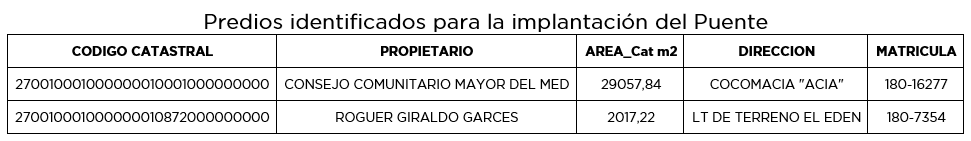 Predios identificados para la implantación del Puente
CODIGO CATASTRAL PROPIETARIO AREA_Cat m2 DIRECCION MATRICULA
270010001000000010001000000000 CONSEJO COMUNITARIO MAYOR DEL MED 29057,84 COCOMACIA "ACIA" 180-16277
270010001000000010872000000000 ROGUER GIRALDO GARCES 2017,22 LT DE TERRENO EL EDEN 180-7354